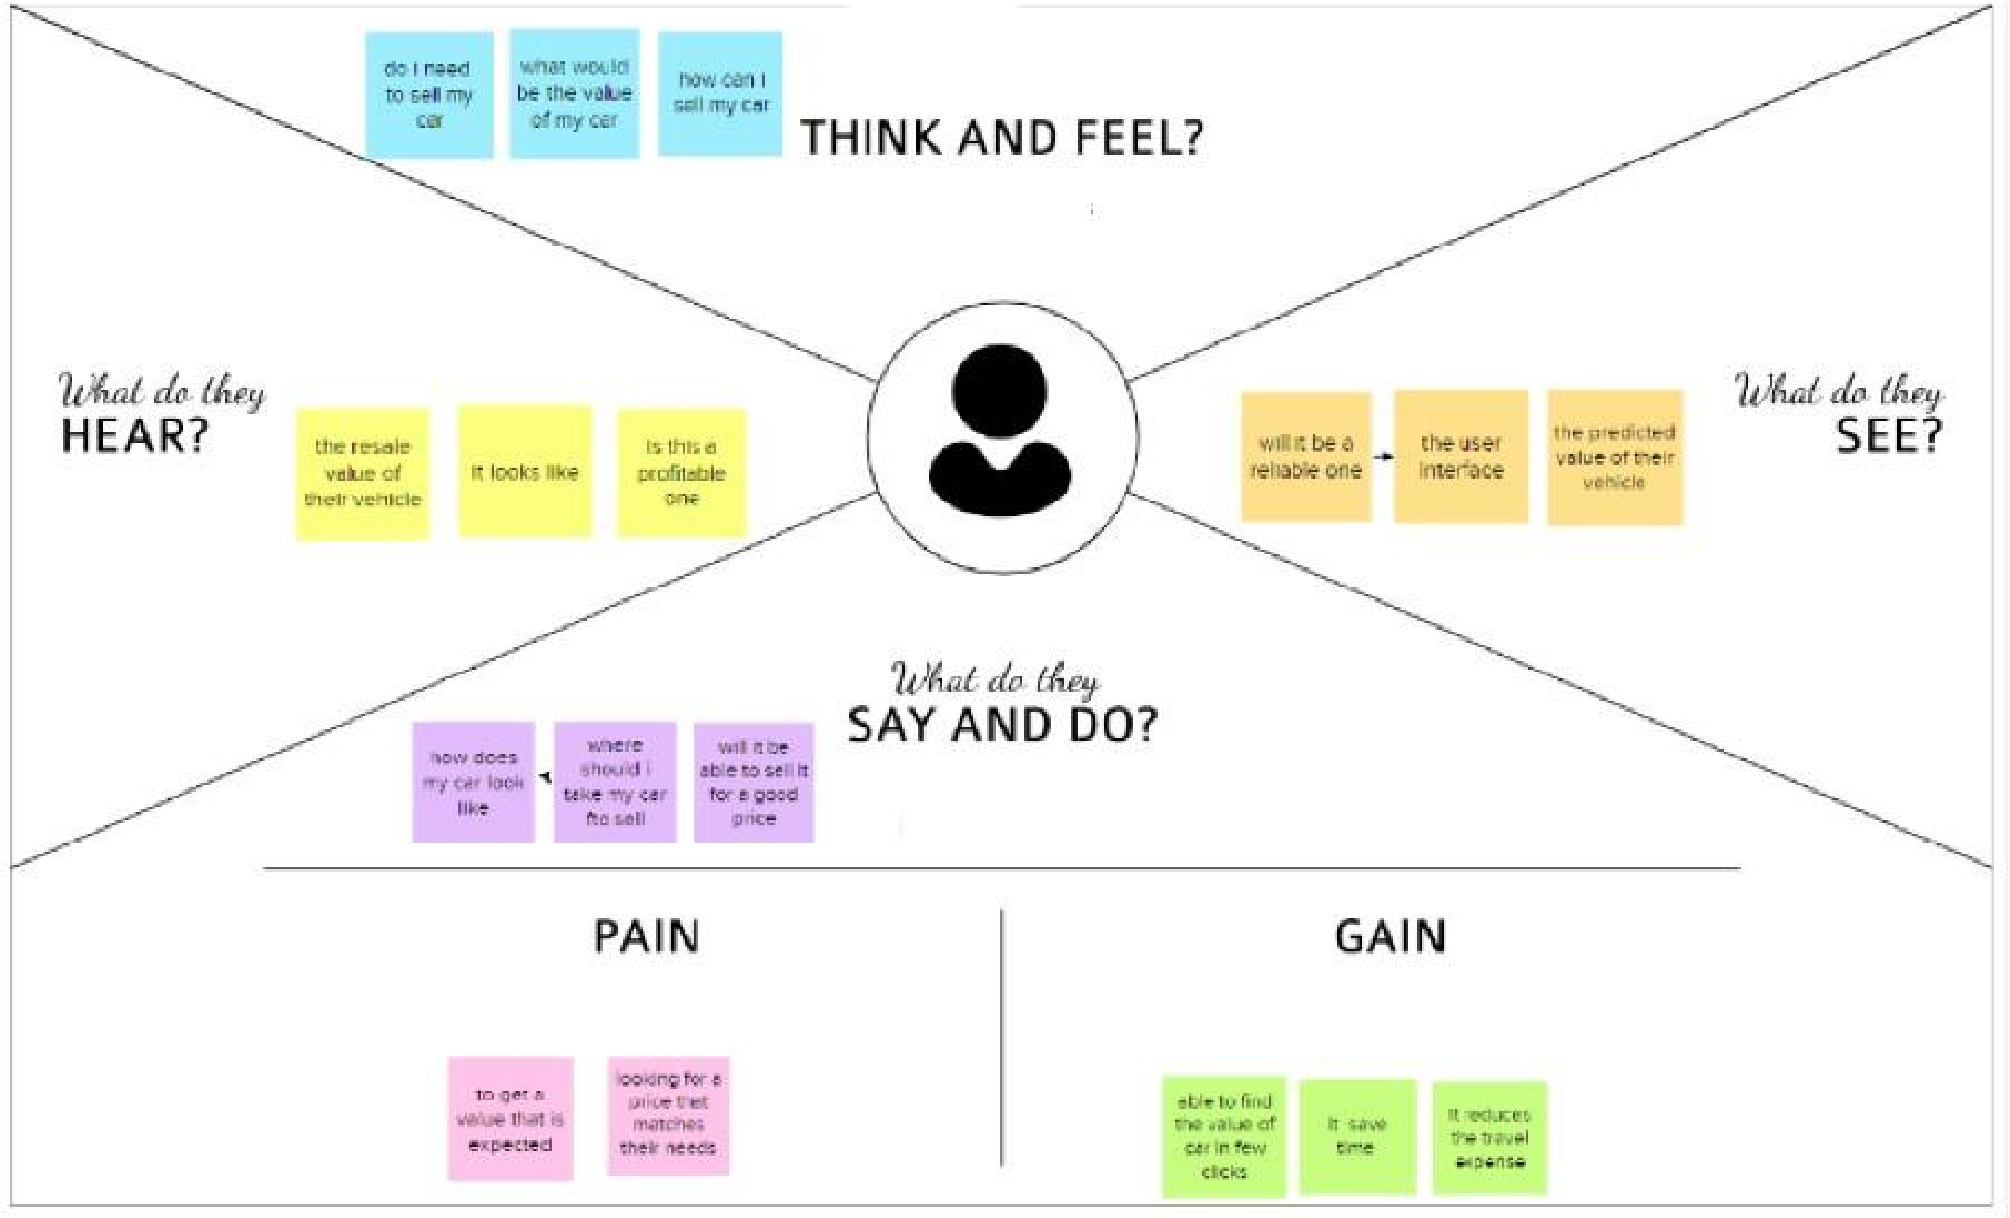 do i need
to sell my
car
what would
be the value
of my car
how can i
sell my car
THINK AND FEEL?
What do they
HEAR?
the resale
value of
their vehicle
it looks like
is this a
profitable
one
will it be a
reliable one
the user
interface
the predicted
value of their
vehicle
What do they
SEE?
What do they
SAY AND DO?
how does
my car look
like
where
should i
take my car
fto sell
will it be
able to sell it
for a good
price
PAIN
to get a
value that is
expected
looking for a
price that
matches
their needs
GAIN
able to find
the value of
car in few
clicks
it save
time
it reduces
the travel
expense